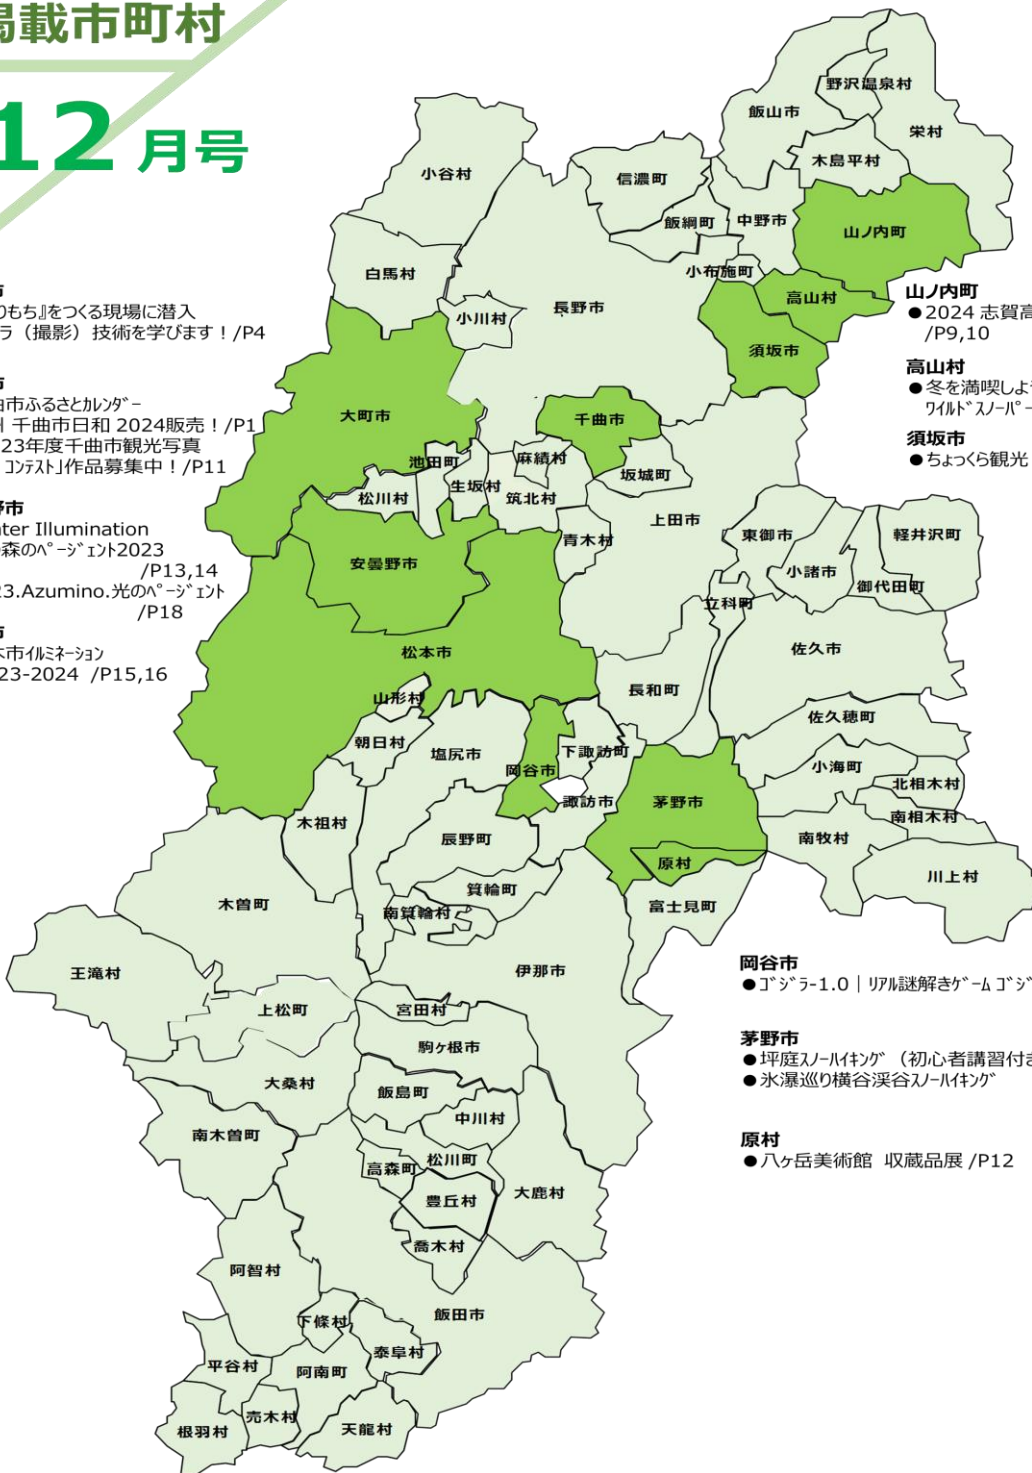 掲載市町村
12月号
市
りもち』をつくる現場に潜入
ラ（撮影）技術を学びます！/P4
市
曲市ふるさとｶﾚﾝﾀﾞｰ
千曲市日和 2024販売！/P1
23年度千曲市観光写真
ｺﾝﾃｽﾄ」作品募集中！/P11
野市
ter Illumination
森のﾍﾟｰｼﾞｪﾝﾄ2023
/P13,14
23.Azumino.光のﾍﾟｰｼﾞｪﾝﾄ
/P18
市
本市ｲﾙﾐﾈｰｼｮﾝ
23-2024 /P15,16
山ノ内町
●2024 志賀高
/P9,10
高山村
●冬を満喫しよ
ﾜｲﾙﾄﾞｽﾉｰﾊﾟｰ
須坂市
●ちょっくら観光
岡谷市
●ｺﾞｼﾞﾗ-1.0｜ﾘｱﾙ謎解きｹﾞｰﾑ ｺﾞｼﾞ
茅野市
●坪庭ｽﾉｰﾊｲｷﾝｸﾞ（初心者講習付き
●氷瀑巡り横谷渓谷ｽﾉｰﾊｲｷﾝｸﾞ
原村
●八ヶ岳美術館 収蔵品展 /P12
野沢温泉村
飯山市
栄村
木島平村
小谷村
信濃町
飯綱町
中野市
山ノ内町
白馬村
小布施町
高山村
小川村
長野市
須坂市
大町市
千曲市
池田町
麻績村
坂城町
松川村
生坂村
筑北村
上田市
青木村
東御市
軽井沢町
小諸市
御代田町
安曇野市
立科町
佐久市
松本市
長和町
山形村
佐久穂町
朝日村
塩尻市
下諏訪町
岡谷市
小海町
北相木村
諏訪市
茅野市
南相木村
木祖村
辰野町
南牧村
原村
川上村
箕輪町
木曽町
南箕輪村
富士見町
王滝村
伊那市
上松町
宮田村
駒ヶ根市
大桑村
飯島町
中川村
南木曽町
高森町
松川町
大鹿村
豊丘村
喬木村
阿智村
飯田市
下條村
泰阜村
平谷村
阿南町
売木村
根羽村
天龍村